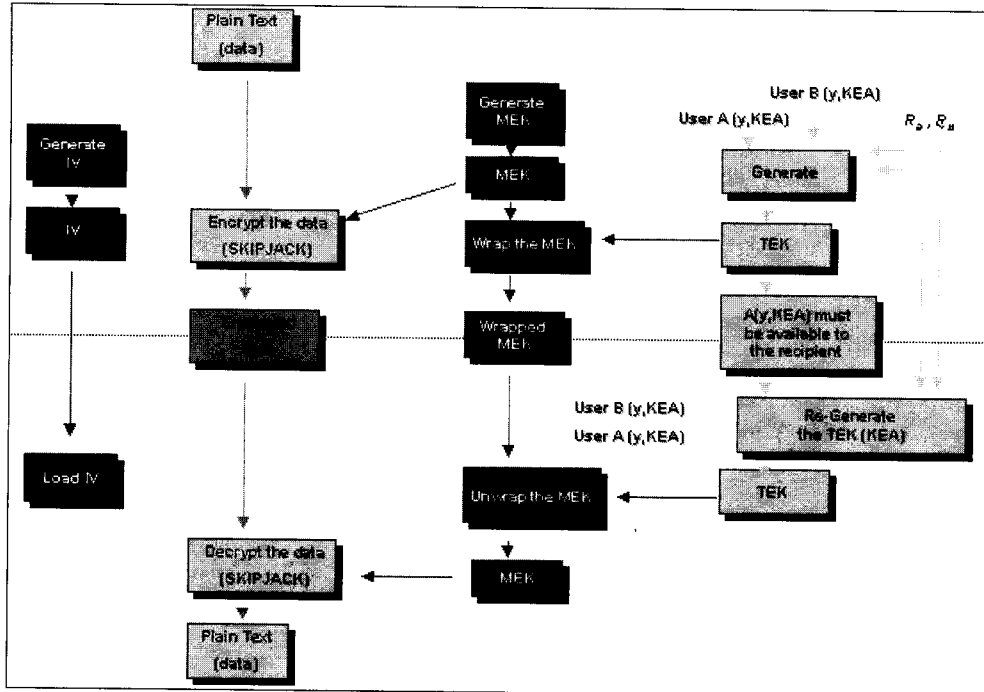 Plain Text
(data)
Generate
IV
IV
Load IV
Encrypt the data
(SKIPJACK)
Decrypt the data
(SKIPJACK)
Plain Text
(data)
Generate
MEK
MEK
Wrap the MEK
Wrapped
MEK
Unwrap the MEK
MEK
User B (y,KEA)
User A (y,KEA)
Generate
TEK
A(y,KEA) must
be available to
the recipient
User B (y,KEA)
User A (y,KEA)
Re-Generate
the TEK (KEA)
TEK